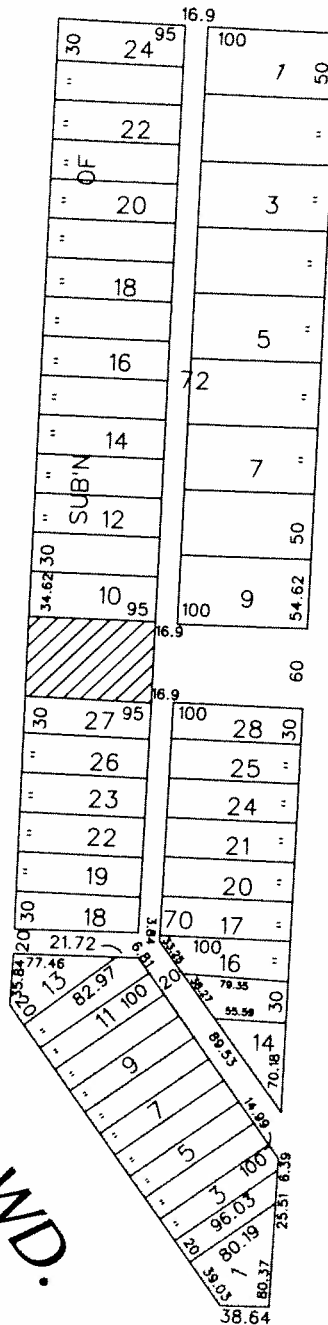 16.9
30 24 95 100 1 50
" "
" 22
" OF
" 20 3 "
"
" 18 "
" 5
" 16 "
" 72
" 14 "
" SUB'N 7
" 12 50
30
34.62 10 95 100 9 54.62
16.9
60
16.9
30 27 95 100 28 30
" 26 25 "
" 23 24 "
" 22 21 "
" 19 20 "
30 18 70 17 "
20 21.72 3.84 33.28 100 16
35.84 77.46 6.81 79.35
13 82.97 20 38.27 30
20 11 100 55.59
" 9 89.53 14
" 7 70.18
" 5 14.99
" 3 100 6.39
20 96.03 25.51
39.03 80.19
1 80.37
38.64
WD.